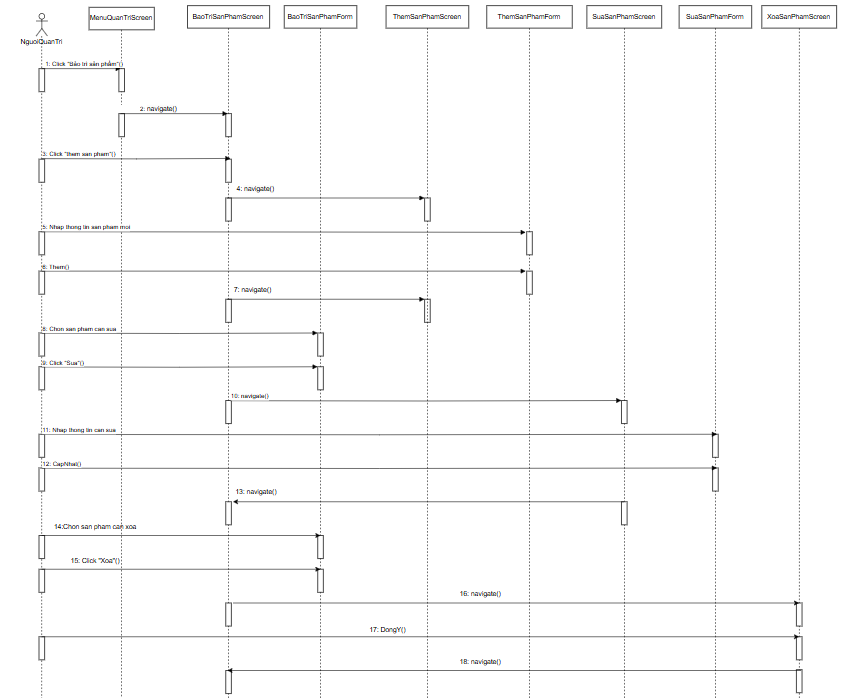 MenuQuanTriScreen
BaoTriSanPhamScreen
BaoTriSanPhamForm
ThemSanPhamScreen
ThemSanPhamForm
SuaSanPhamScreen
SuaSanPhamForm
XoaSanPhamScreen
NguoiQuanTri
1: Click "Bảo trì sản phẩm"()
2: navigate()
3: Click "them san pham"()
4: navigate()
5: Nhap thong tin san pham moi
6: Them()
7: navigate()
8: Chon san pham can sua
9: Click "Sua"()
10: navigate()
11: Nhap thong tin can sua
12: CapNhat()
13: navigate()
14:Chon san pham can xoa
15: Click "Xoa"()
16: navigate()
17: DongY()
18: navigate()